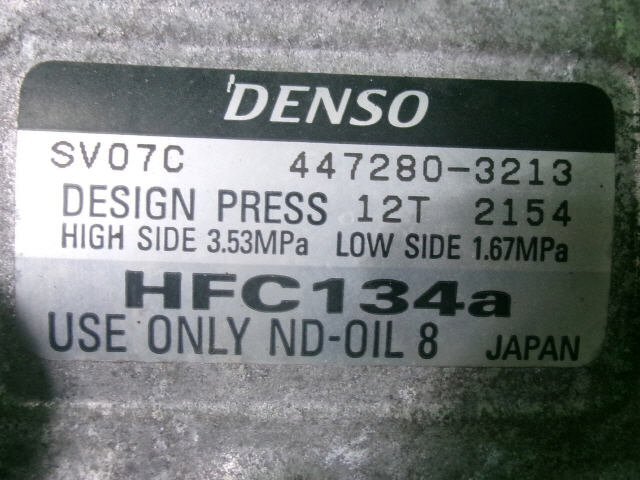 DENSO
SV07C 447280-3213
DESIGN PRESS 12T 2154
HIGH SIDE 3.53MPa LOW SIDE 1.67MPa
HFC134a
USE ONLY ND-OIL 8 JAPAN